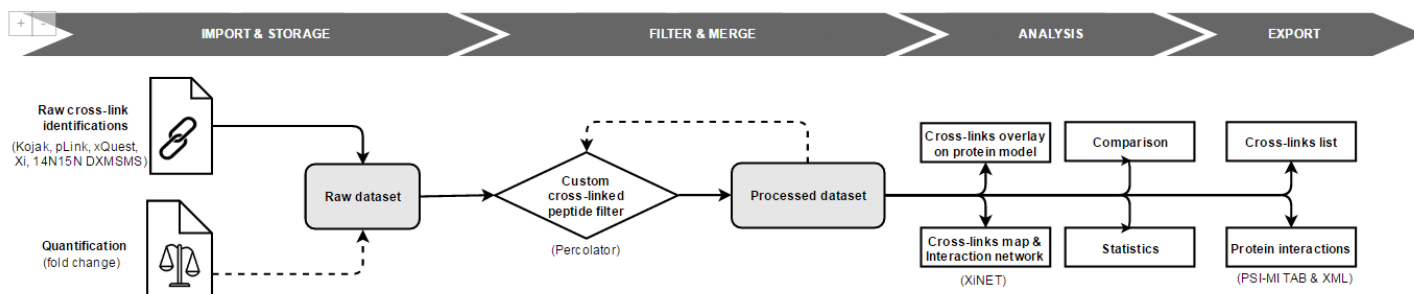 + -
IMPORT & STORAGE
FILTER & MERGE
ANALYSIS
EXPORT
Raw cross-link
identifications
(Kojak, pLink, xQuest,
Xi, 14N15N DXMSMS)
Quantification
(fold change)
Raw dataset
Custom
cross-linked
peptide filter
(Percolator)
Processed dataset
Cross-links overlay
on protein model
Cross-links map &
Interaction network
(XiNET)
Comparison
Statistics
Cross-links list
Protein interactions
(PSI-MI TAB & XML)